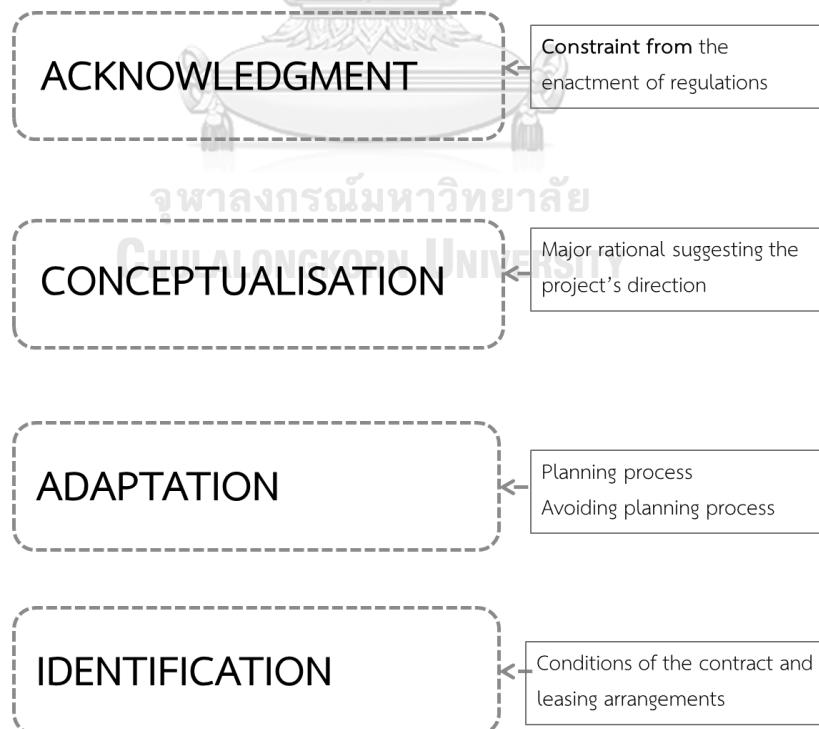 ACKNOWLEDGMENT
Constraint from the
enactment of regulations
จุฬาลงกรณ์มหาวิทยาลัย
CHULALONGKORN UNIVERSITY
CONCEPTUALISATION
Major rational suggesting the
project's direction
ADAPTATION
Planning process
Avoiding planning process
IDENTIFICATION
Conditions of the contract and
leasing arrangements